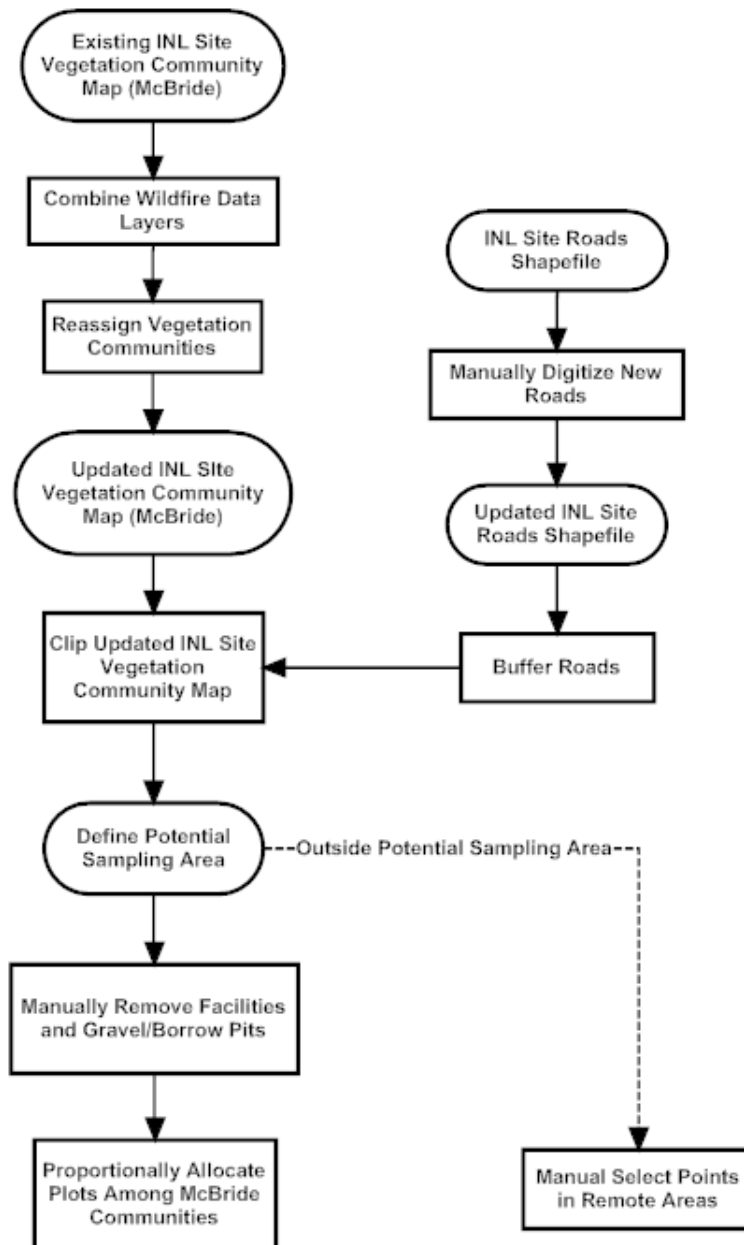 Existing INL Site
Vegetation Community
Map (McBride)
Combine Wildfire Data
Layers
Reassign Vegetation
Communities
Updated INL SIte
Vegetation Community
Map (McBride)
Clip Updated INL Site
Vegetation
Community Map
INL Site Roads
Shapefile
Manually Digitize New
Roads
Updated INL Site
Roads Shapefile
Buffer Roads
Define Potential
Sampling Area
Outside Potential Sampling Area
Manually Remove Facilities
and Gravel/Borrow Pits
Proportionally Allocate
Plots Among McBride
Communities
Manual Select Points
in Remote Areas